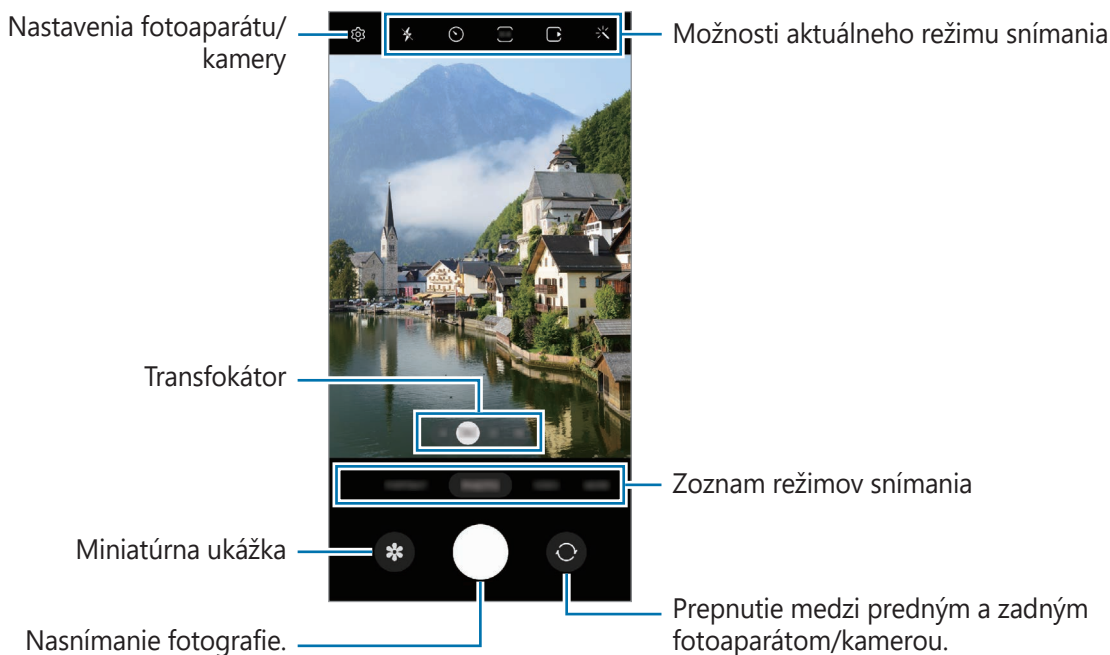 Nastavenia fotoaparátu/
kamery
Možnosti aktuálneho režimu snímania
Transfokátor
Zoznam režimov snímania
Miniatúrna ukážka
Prepnutie medzi predným a zadným
fotoaparátom/kamerou.
Nasnímanie fotografie.